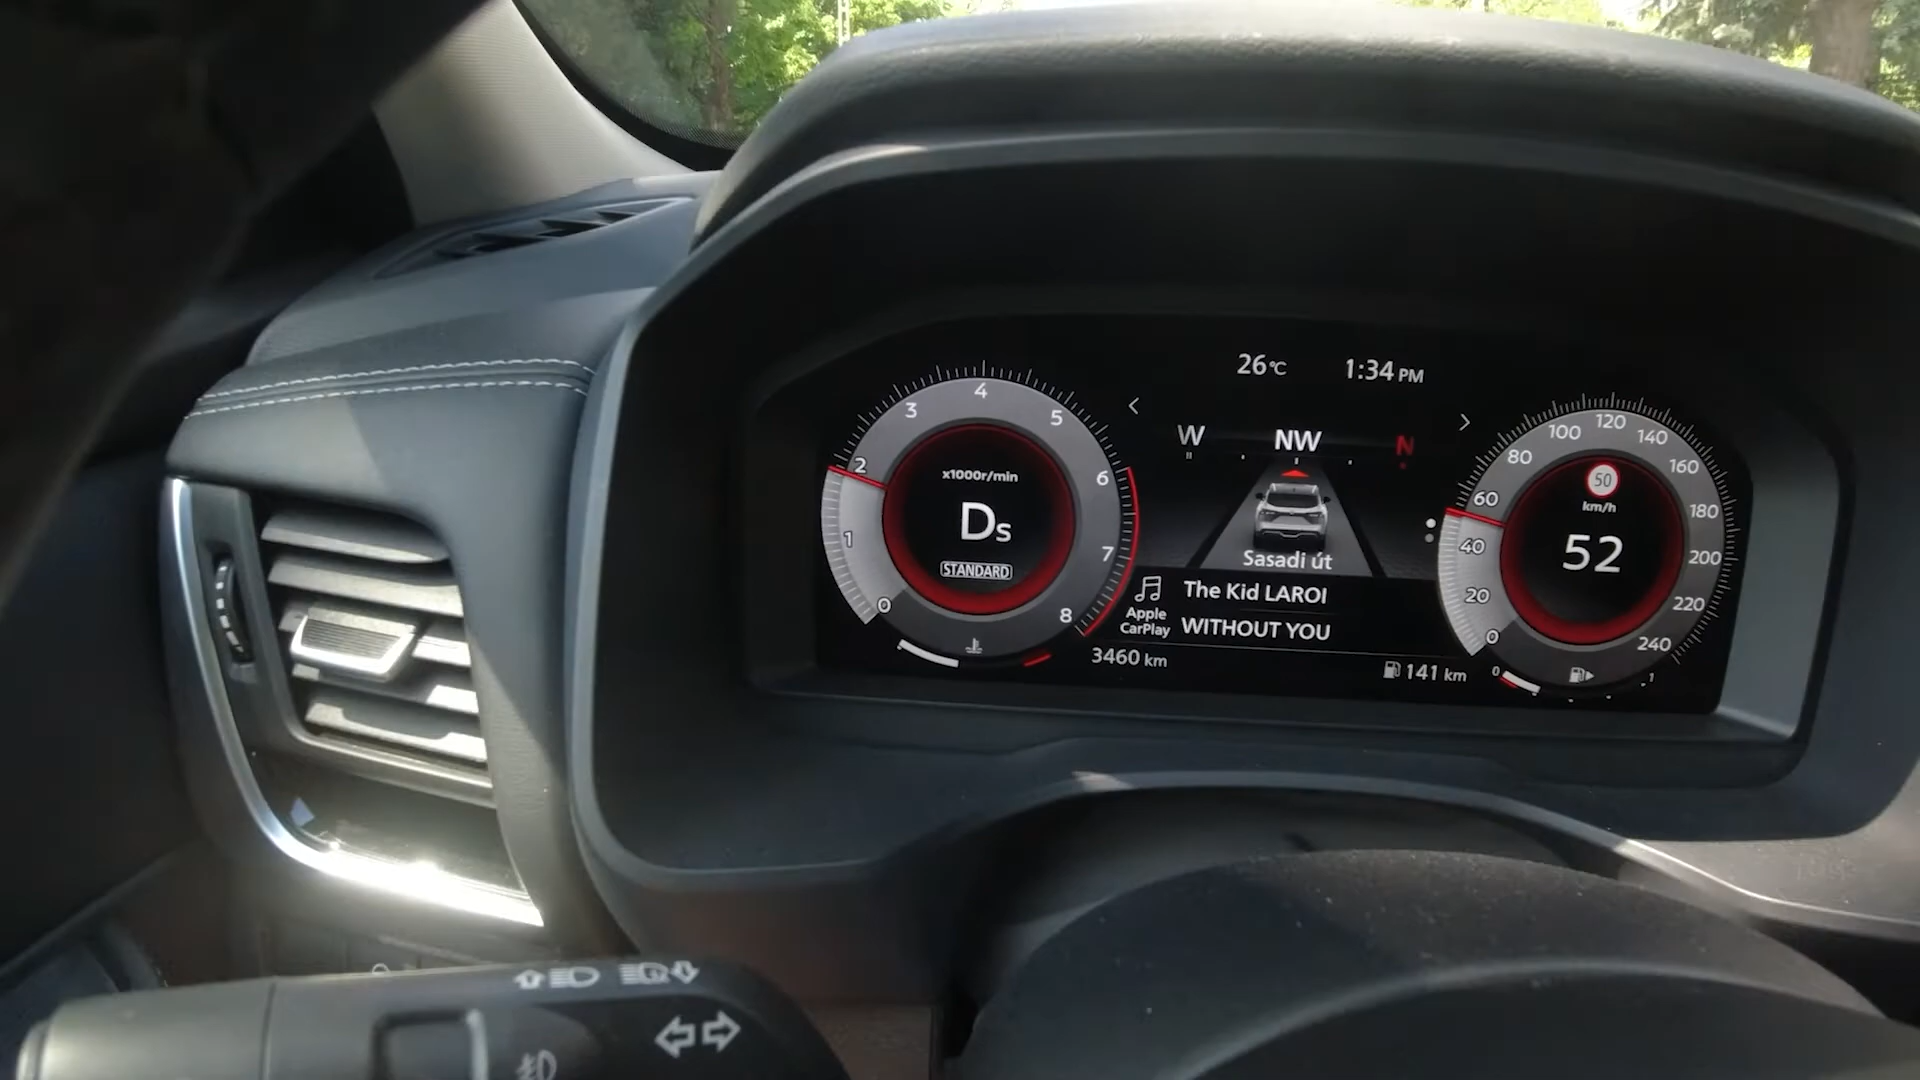 26°C 1:34 PM
W NW N
0 1 2 3 4 5 6 7 8
x1000r/min
Ds
STANDARD
Sasadi út
Apple
CarPlay
The Kid LAROI
WITHOUT YOU
3460 km
141 km
0 20 40 60 80 100 120 140 160 180 200 220 240
50
km/h
52
0 1